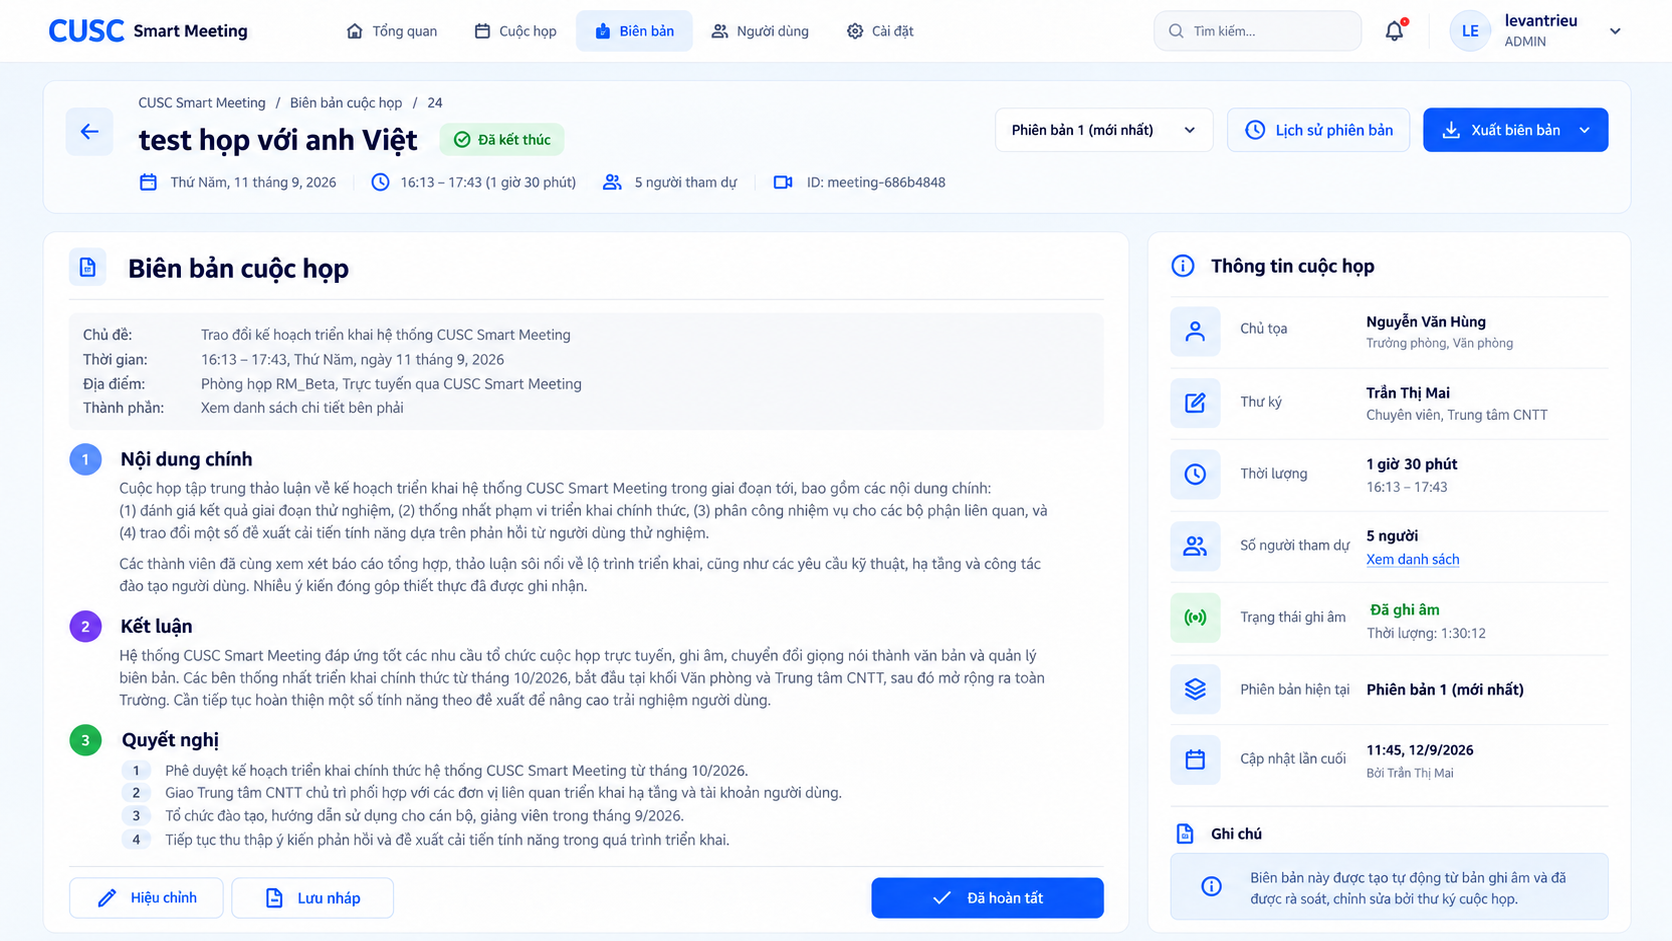 CUSC Smart Meeting
Tổng quan
Cuộc họp
Biên bản
Người dùng
Cài đặt
Tìm kiếm...
LE
levantrieu
ADMIN
CUSC Smart Meeting / Biên bản cuộc họp / 24
test họp với anh Việt
Đã kết thúc
Phiên bản 1 (mới nhất)
Lịch sử phiên bản
Xuất biên bản
Thứ Năm, 11 tháng 9, 2026
16:13 – 17:43 (1 giờ 30 phút)
5 người tham dự
ID: meeting-686b4848
Biên bản cuộc họp
Chủ đề: Trao đổi kế hoạch triển khai hệ thống CUSC Smart Meeting
Thời gian: 16:13 – 17:43, Thứ Năm, ngày 11 tháng 9, 2026
Địa điểm: Phòng họp RM_Beta, Trực tuyến qua CUSC Smart Meeting
Thành phần: Xem danh sách chi tiết bên phải
1 Nội dung chính
Cuộc họp tập trung thảo luận về kế hoạch triển khai hệ thống CUSC Smart Meeting trong giai đoạn tới, bao gồm các nội dung chính:
(1) đánh giá kết quả giai đoạn thử nghiệm, (2) thống nhất phạm vi triển khai chính thức, (3) phân công nhiệm vụ cho các bộ phận liên quan, và
(4) trao đổi một số đề xuất cải tiến tính năng dựa trên phản hồi từ người dùng thử nghiệm.
Các thành viên đã cùng xem xét báo cáo tổng hợp, thảo luận sôi nổi về lộ trình triển khai, cũng như các yêu cầu kỹ thuật, hạ tầng và công tác
đào tạo người dùng. Nhiều ý kiến đóng góp thiết thực đã được ghi nhận.
2 Kết luận
Hệ thống CUSC Smart Meeting đáp ứng tốt các nhu cầu tổ chức cuộc họp trực tuyến, ghi âm, chuyển đổi giọng nói thành văn bản và quản lý
biên bản. Các bên thống nhất triển khai chính thức từ tháng 10/2026, bắt đầu tại khối Văn phòng và Trung tâm CNTT, sau đó mở rộng ra toàn
Trường. Cần tiếp tục hoàn thiện một số tính năng theo đề xuất để nâng cao trải nghiệm người dùng.
3 Quyết nghị
1 Phê duyệt kế hoạch triển khai chính thức hệ thống CUSC Smart Meeting từ tháng 10/2026.
2 Giao Trung tâm CNTT chủ trì phối hợp với các đơn vị liên quan triển khai hạ tầng và tài khoản người dùng.
3 Tổ chức đào tạo, hướng dẫn sử dụng cho cán bộ, giảng viên trong tháng 9/2026.
4 Tiếp tục thu thập ý kiến phản hồi và đề xuất cải tiến tính năng trong quá trình triển khai.
Hiệu chỉnh
Lưu nháp
Đã hoàn tất
Thông tin cuộc họp
Chủ tọa
Nguyễn Văn Hùng
Trưởng phòng, Văn phòng
Thư ký
Trần Thị Mai
Chuyên viên, Trung tâm CNTT
Thời lượng
1 giờ 30 phút
16:13 – 17:43
Số người tham dự
5 người
Xem danh sách
Trạng thái ghi âm
Đã ghi âm
Thời lượng: 1:30:12
Phiên bản hiện tại
Phiên bản 1 (mới nhất)
Cập nhật lần cuối
11:45, 12/9/2026
Bởi Trần Thị Mai
Ghi chú
Biên bản này được tạo tự động từ bản ghi âm và đã
được rà soát, chỉnh sửa bởi thư ký cuộc họp.